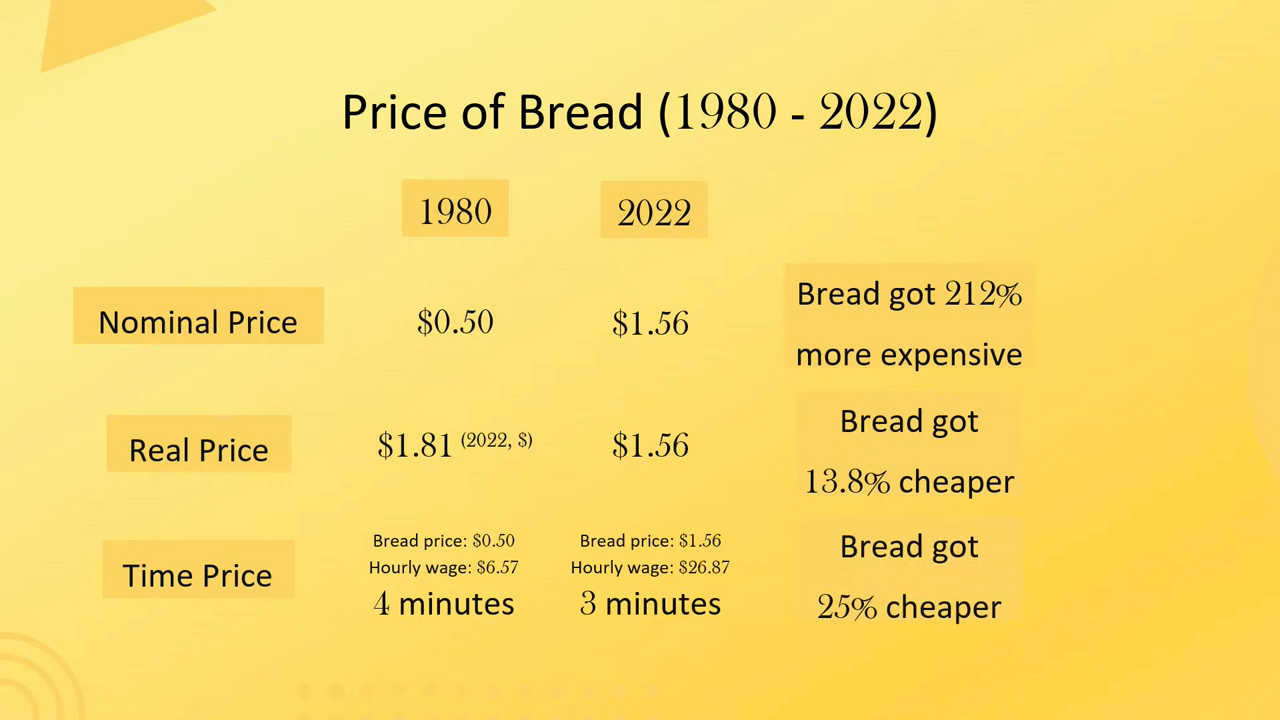 Price of Bread (1980 - 2022)
1980
2022
Nominal Price
$0.50
$1.56
Bread got 212%
more expensive
Real Price
$1.81 (2022, $)
$1.56
Bread got
13.8% cheaper
Time Price
Bread price: $0.50
Hourly wage: $6.57
4 minutes
Bread price: $1.56
Hourly wage: $26.87
3 minutes
Bread got
25% cheaper